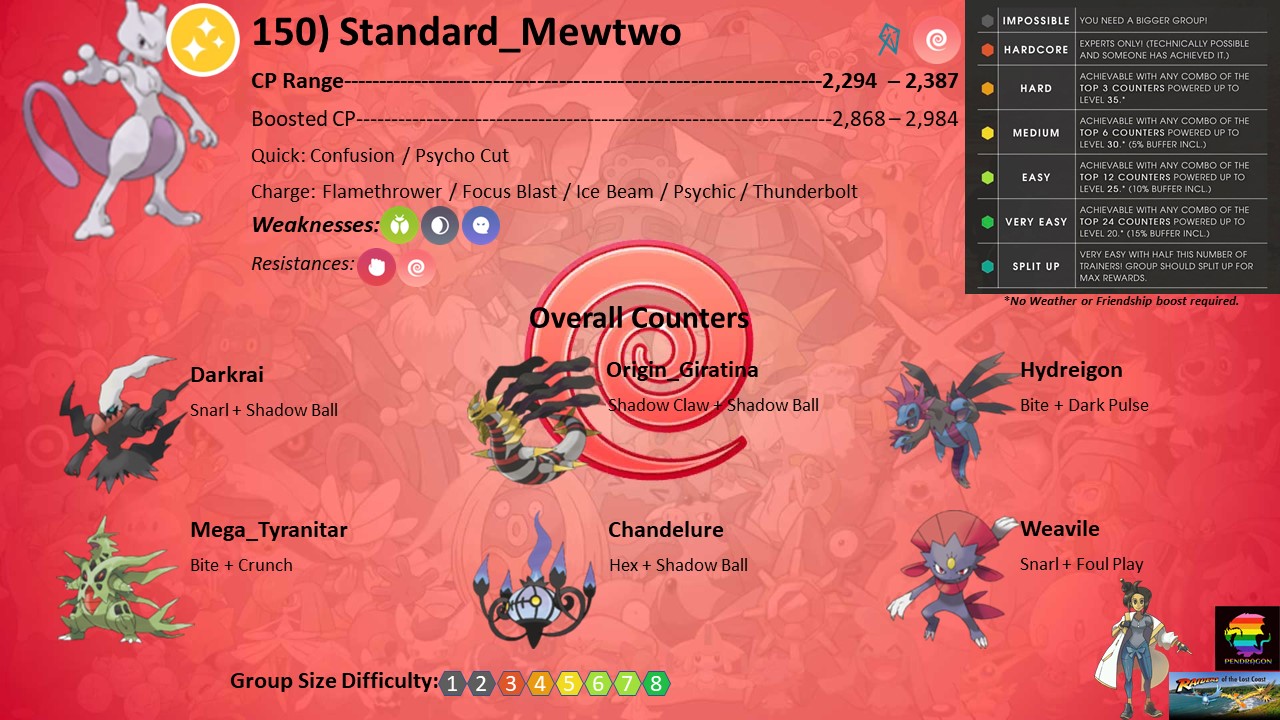 150) Standard_Mewtwo
CP Range--------------------------------------------------------------------2,294 – 2,387
Boosted CP--------------------------------------------------------------------2,868 – 2,984
Quick: Confusion / Psycho Cut
Charge: Flamethrower / Focus Blast / Ice Beam / Psychic / Thunderbolt
Weaknesses:
Resistances:
IMPOSSIBLE YOU NEED A BIGGER GROUP!
HARDCORE EXPERTS ONLY! (TECHNICALLY POSSIBLE
AND SOMEONE HAS ACHIEVED IT.)
HARD ACHIEVABLE WITH ANY COMBO OF THE
TOP 3 COUNTERS POWERED UP TO
LEVEL 35.*
MEDIUM ACHIEVABLE WITH ANY COMBO OF THE
TOP 6 COUNTERS POWERED UP TO
LEVEL 30.* (5% BUFFER INCL.)
EASY ACHIEVABLE WITH ANY COMBO OF THE
TOP 12 COUNTERS POWERED UP TO
LEVEL 25.* (10% BUFFER INCL.)
VERY EASY ACHIEVABLE WITH ANY COMBO OF THE
TOP 24 COUNTERS POWERED UP TO
LEVEL 20.* (15% BUFFER INCL.)
SPLIT UP VERY EASY WITH HALF THIS NUMBER OF
TRAINERS! GROUP SHOULD SPLIT UP FOR
MAX REWARDS.
*No Weather or Friendship boost required.
Overall Counters
Darkrai
Snarl + Shadow Ball
Origin_Giratina
Shadow Claw + Shadow Ball
Hydreigon
Bite + Dark Pulse
Mega_Tyranitar
Bite + Crunch
Chandelure
Hex + Shadow Ball
Weavile
Snarl + Foul Play
Group Size Difficulty: 1 2 3 4 5 6 7 8
PENDROGON
RAIDERS of the Lost Coast